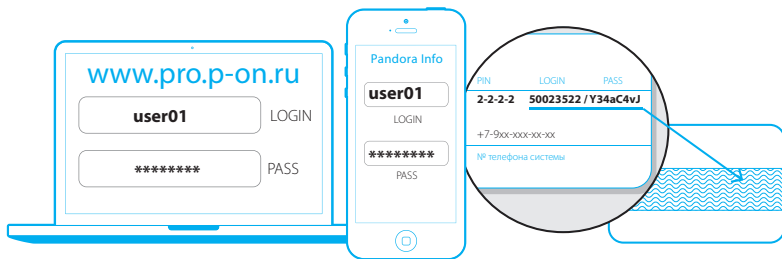 www.pro.p-on.ru
user01
LOGIN
********
PASS
Pandora Info
user01
LOGIN
********
PASS
PIN LOGIN PASS
2-2-2-2 50023522 / Y34aC4vJ
+7-9xx-xxx-xx-xx
№ телефона системы